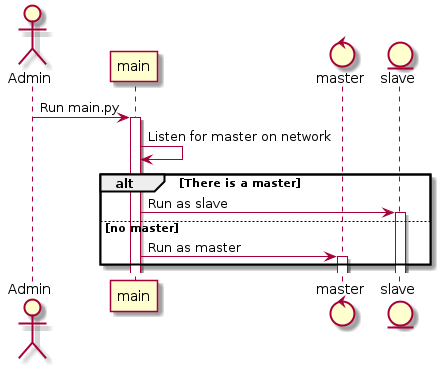 Admin
main
master
slave
Run main.py
Listen for master on network
alt
[There is a master]
Run as slave
[no master]
Run as master
Admin
main
master
slave